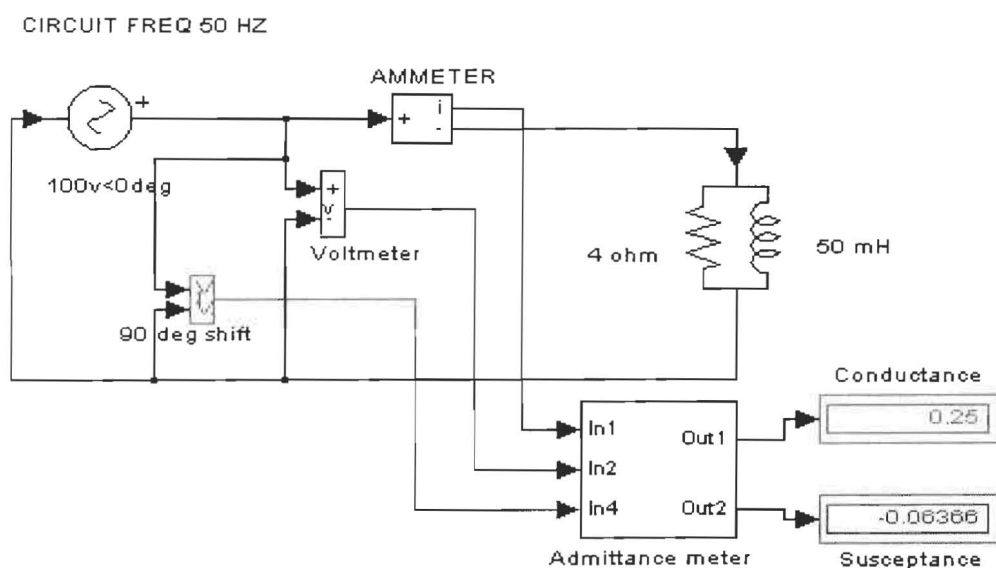 CIRCUIT FREQ 50 HZ
AMMETER
+
i
+
-
100v<0deg
+
v
-
Voltmeter
4 ohm
50 mH
90 deg shift
Conductance
In1
Out1
0.25
In2
In4
Out2
-0.06366
Admittance meter
Susceptance